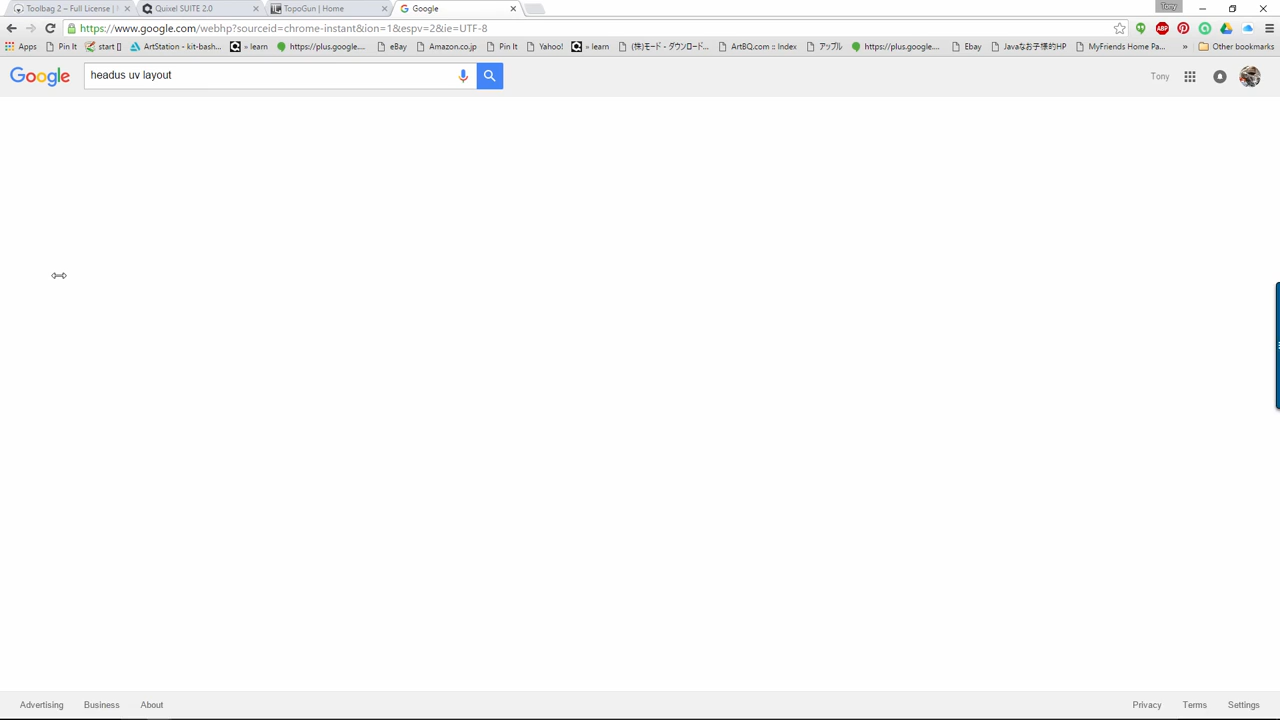 Toolbag 2 – Full License |
Quixel SUITE 2.0
TopoGun | Home
Google
Tony
https://www.google.com/webhp?sourceid=chrome-instant&ion=1&espv=2&ie=UTF-8
Apps
Pin It
start []
ArtStation - kit-bash...
» learn
https://plus.google....
eBay
Amazon.co.jp
Pin It
Yahoo!
» learn
(株)モード - ダウンロード...
ArtBQ.com :: Index
アップル
https://plus.google....
Ebay
Javaなお子様的HP
MyFriends Home Pa...
»
Other bookmarks
Google
headus uv layout
Tony
Advertising
Business
About
Privacy
Terms
Settings